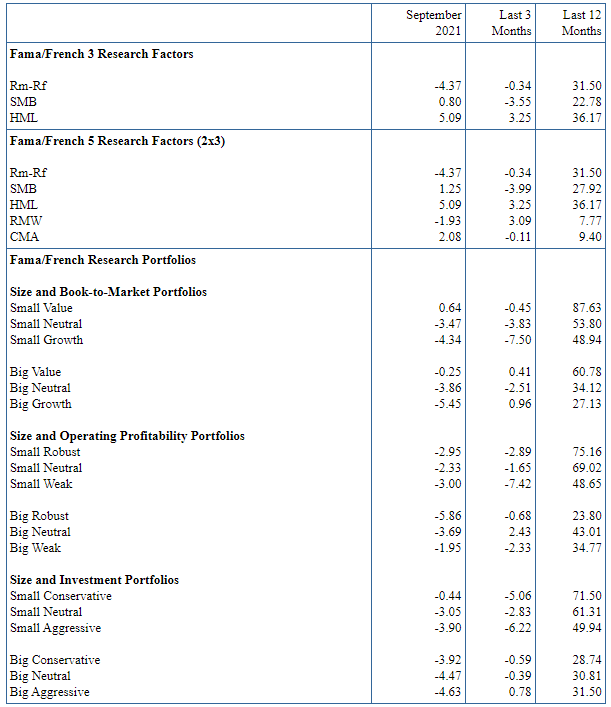 September Last 3 Last 12
2021 Months Months
Fama/French 3 Research Factors
Rm-Rf -4.37 -0.34 31.50
SMB 0.80 -3.55 22.78
HML 5.09 3.25 36.17
Fama/French 5 Research Factors (2x3)
Rm-Rf -4.37 -0.34 31.50
SMB 1.25 -3.99 27.92
HML 5.09 3.25 36.17
RMW -1.93 3.09 7.77
CMA 2.08 -0.11 9.40
Fama/French Research Portfolios
Size and Book-to-Market Portfolios
Small Value 0.64 -0.45 87.63
Small Neutral -3.47 -3.83 53.80
Small Growth -4.34 -7.50 48.94
Big Value -0.25 0.41 60.78
Big Neutral -3.86 -2.51 34.12
Big Growth -5.45 0.96 27.13
Size and Operating Profitability Portfolios
Small Robust -2.95 -2.89 75.16
Small Neutral -2.33 -1.65 69.02
Small Weak -3.00 -7.42 48.65
Big Robust -5.86 -0.68 23.80
Big Neutral -3.69 2.43 43.01
Big Weak -1.95 -2.33 34.77
Size and Investment Portfolios
Small Conservative -0.44 -5.06 71.50
Small Neutral -3.05 -2.83 61.31
Small Aggressive -3.90 -6.22 49.94
Big Conservative -3.92 -0.59 28.74
Big Neutral -4.47 -0.39 30.81
Big Aggressive -4.63 0.78 31.50